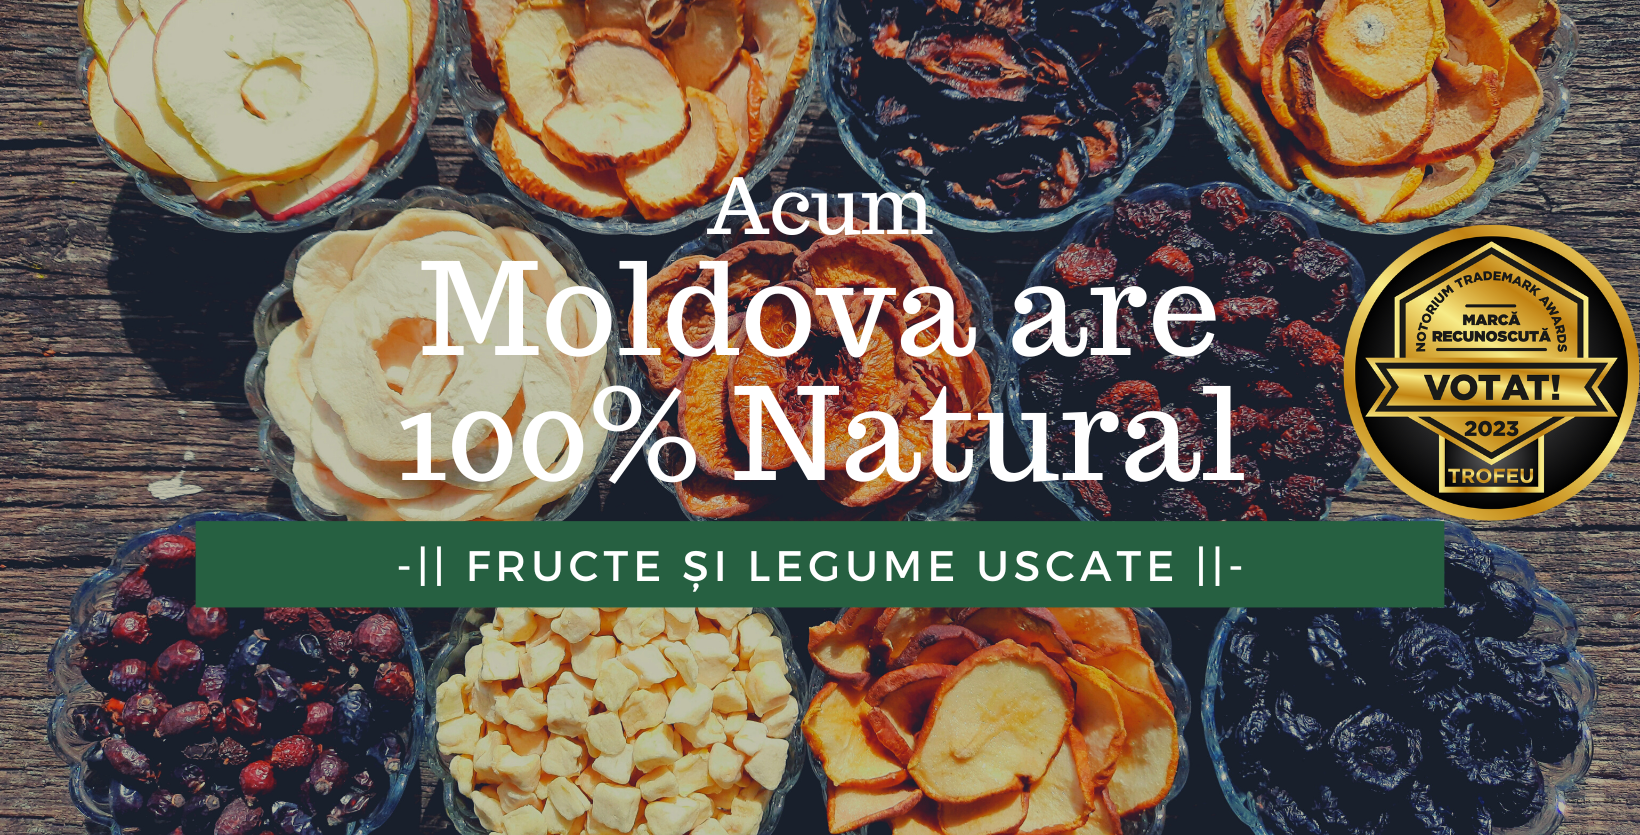 Acum
Moldova are
100% Natural
-|| FRUCTE ȘI LEGUME USCATE ||-
NOTORIUM TRADEMARK AWARDS
MARCĂ
RECUNOSCUTĂ
VOTAT!
2023
TROFEU